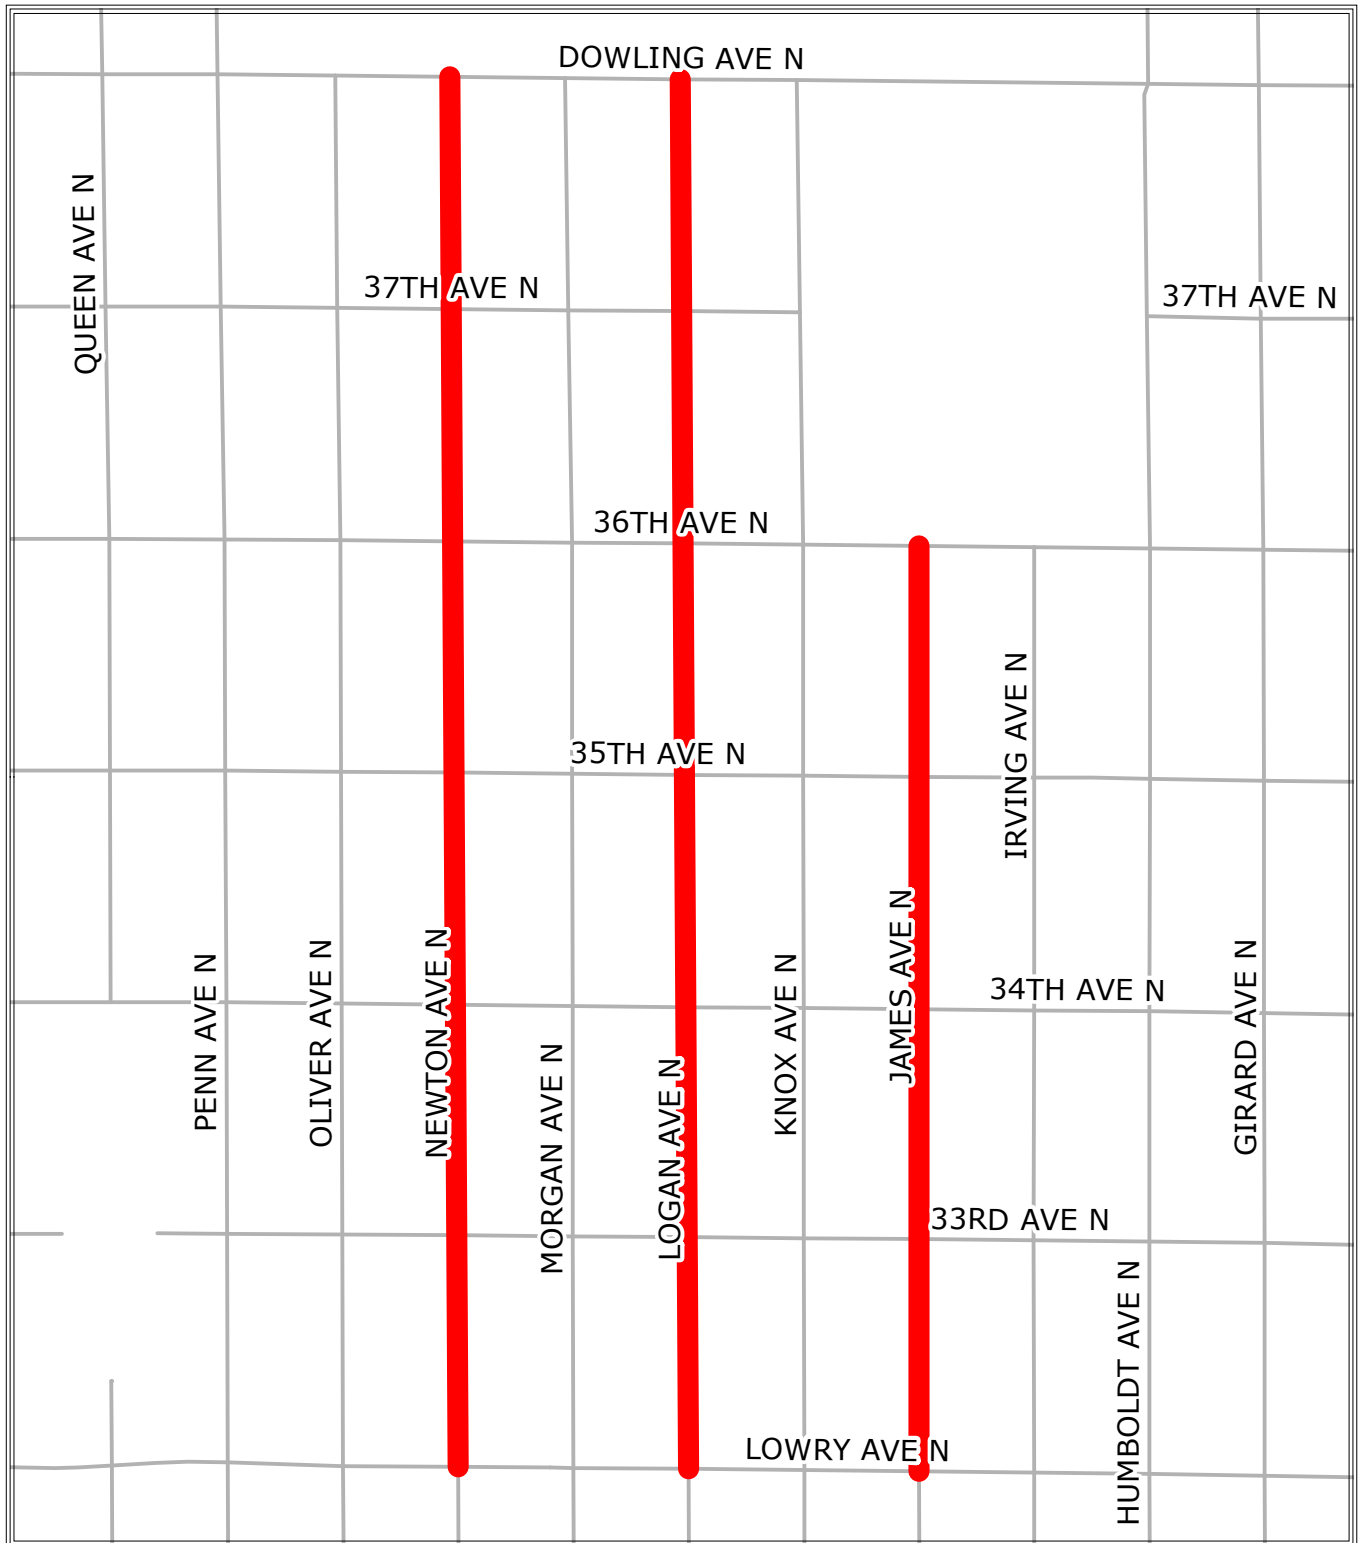 DOWLING AVE N
QUEEN AVE N
37TH AVE N
37TH AVE N
36TH AVE N
IRVING AVE N
35TH AVE N
JAMES AVE N
NEWTON AVE N
OLIVER AVE N
GIRARD AVE N
PENN AVE N
KNOX AVE N
34TH AVE N
MORGAN AVE N
LOGAN AVE N
33RD AVE N
HUMBOLDT AVE N
LOWRY AVE N